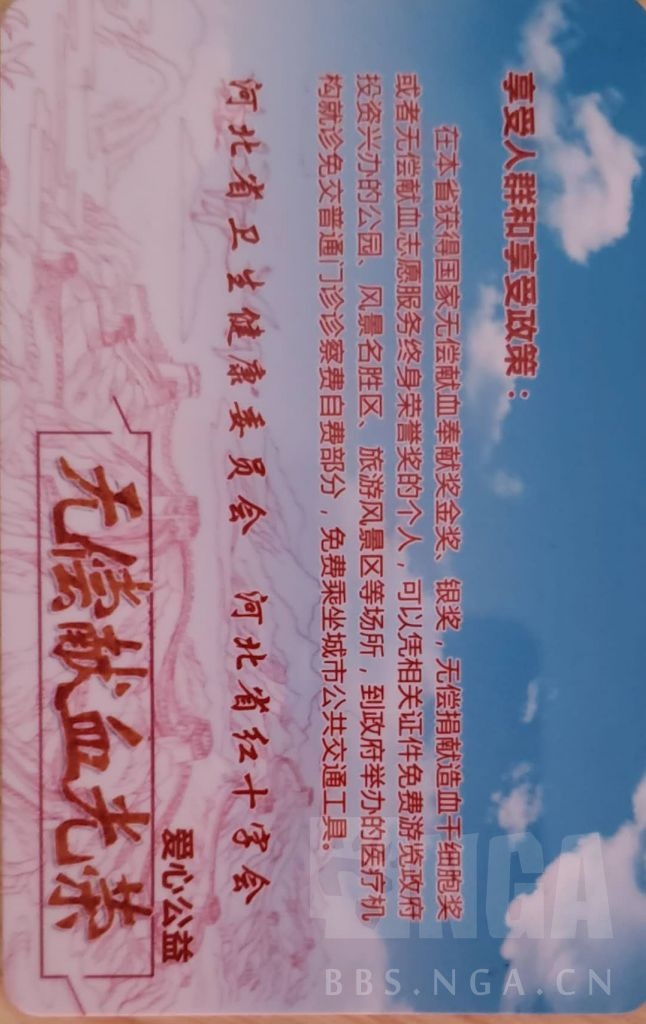 享受人群和享受政策：
在本省获得国家无偿献血奉献奖金奖、银奖，无偿捐献造血干细胞奖
或者无偿献血志愿服务终身荣誉奖的个人，可以凭相关证件免费游览政府
投资兴办的公园、风景名胜区、旅游风景区等场所，到政府举办的医疗机
构就诊免交普通门诊诊察费自费部分，免费乘坐城市公共交通工具。
河北省卫生健康委员会 河北省红十字会
爱心公益
无偿献血光荣
NGA
BBS.NGA.CN